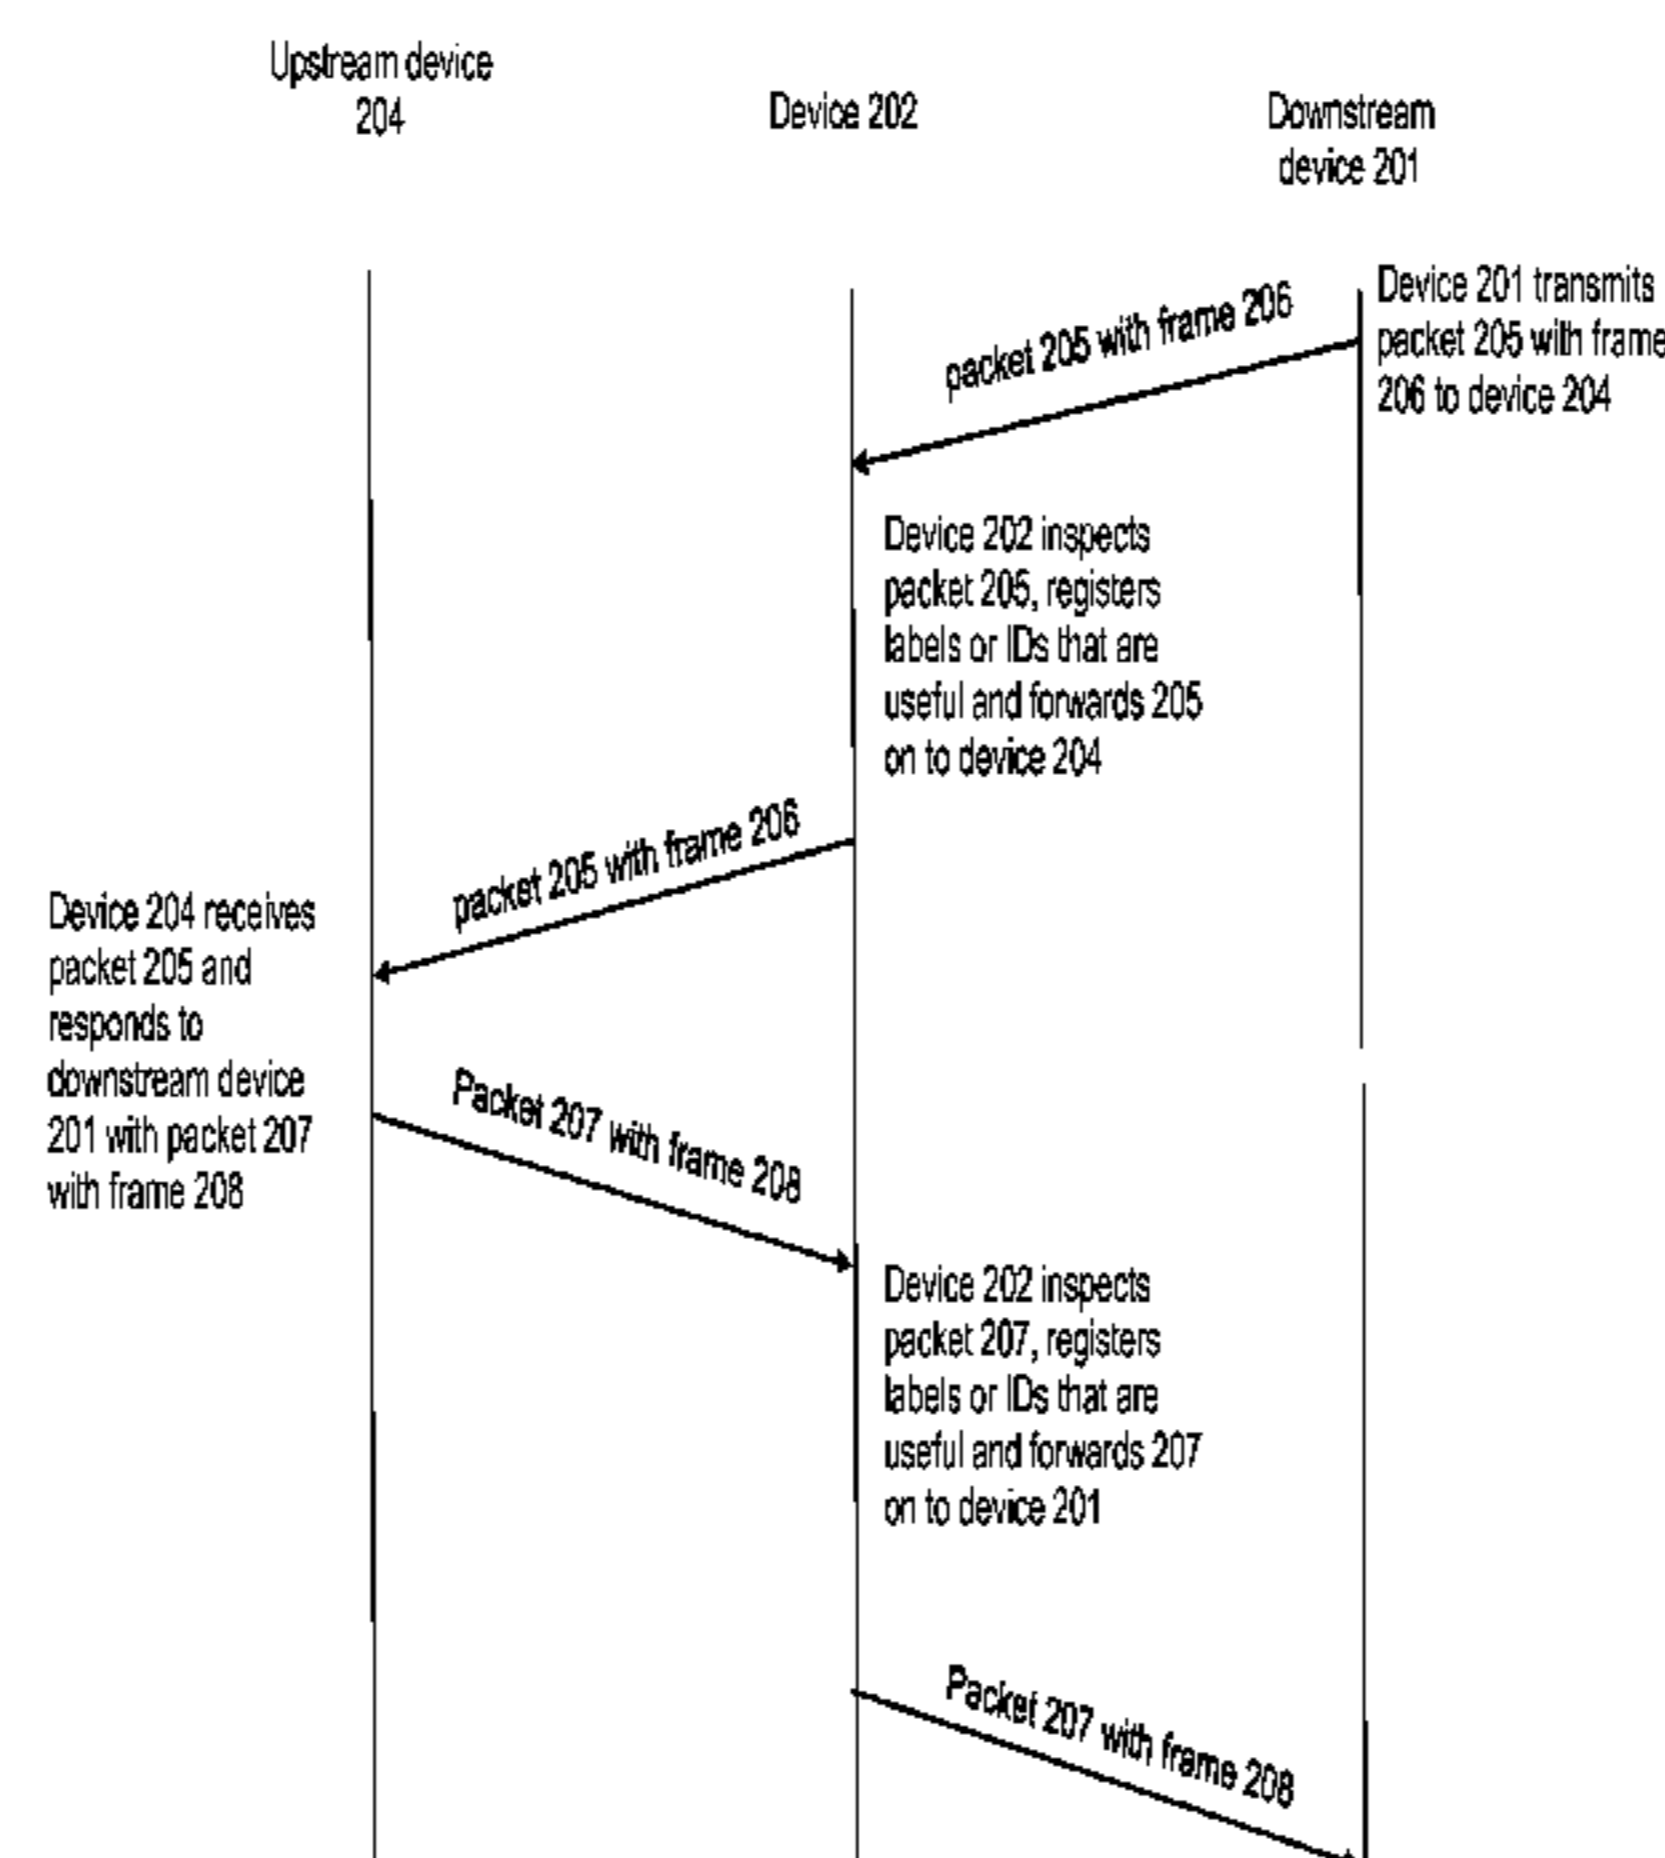 Upstream device
204
Device 202
Downstream
device 201
packet 205 with frame 206
Device 201 transmits
packet 205 with frame
206 to device 204
Device 202 inspects
packet 205, registers
labels or IDs that are
useful and forwards 205
on to device 204
packet 205 with frame 206
Device 204 receives
packet 205 and
responds to
downstream device
201 with packet 207
with frame 208
Packet 207 with frame 208
Device 202 inspects
packet 207, registers
labels or IDs that are
useful and forwards 207
on to device 201
Packet 207 with frame 208